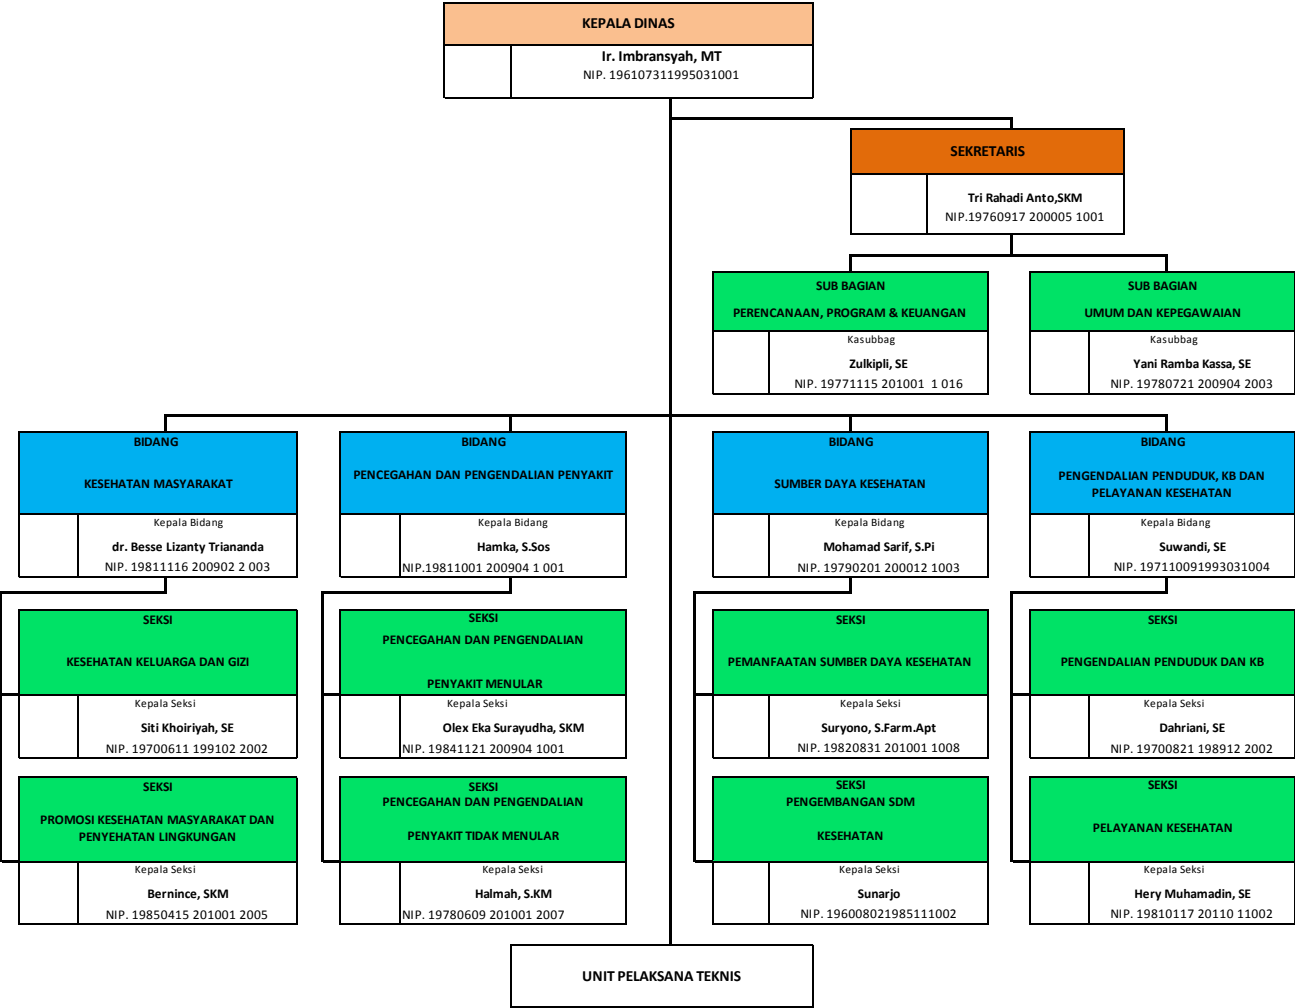 KEPALA DINAS
Ir. Imbransyah, MT
NIP. 196107311995031001
SEKRETARIS
Tri Rahadi Anto,SKM
NIP.19760917 200005 1001
SUB BAGIAN
PERENCANAAN, PROGRAM & KEUANGAN
Kasubbag
Zulkipli, SE
NIP. 19771115 201001  1 016
SUB BAGIAN
UMUM DAN KEPEGAWAIAN
Kasubbag
Yani Ramba Kassa, SE
NIP. 19780721 200904 2003
BIDANG
KESEHATAN MASYARAKAT
Kepala Bidang
dr. Besse Lizanty Triananda
NIP. 19811116 200902 2 003
BIDANG
PENCEGAHAN DAN PENGENDALIAN PENYAKIT
Kepala Bidang
Hamka, S.Sos
NIP.19811001 200904 1 001
BIDANG
SUMBER DAYA KESEHATAN
Kepala Bidang
Mohamad Sarif, S.Pi
NIP. 19790201 200012 1003
BIDANG
PENGENDALIAN PENDUDUK, KB DAN
PELAYANAN KESEHATAN
Kepala Bidang
Suwandi, SE
NIP. 197110091993031004
SEKSI
KESEHATAN KELUARGA DAN GIZI
Kepala Seksi
Siti Khoiriyah, SE
NIP. 19700611 199102 2002
SEKSI
PENCEGAHAN DAN PENGENDALIAN
PENYAKIT MENULAR
Kepala Seksi
Olex Eka Surayudha, SKM
NIP. 19841121 200904 1001
SEKSI
PEMANFAATAN SUMBER DAYA KESEHATAN
Kepala Seksi
Suryono, S.Farm.Apt
NIP. 19820831 201001 1008
SEKSI
PENGENDALIAN PENDUDUK DAN KB
Kepala Seksi
Dahriani, SE
NIP. 19700821 198912 2002
SEKSI
PROMOSI KESEHATAN MASYARAKAT DAN
PENYEHATAN LINGKUNGAN
Kepala Seksi
Bernince, SKM
NIP. 19850415 201001 2005
SEKSI
PENCEGAHAN DAN PENGENDALIAN
PENYAKIT TIDAK MENULAR
Kepala Seksi
Halmah, S.KM
NIP. 19780609 201001 2007
SEKSI
PENGEMBANGAN SDM
KESEHATAN
Kepala Seksi
Sunarjo
NIP. 196008021985111002
SEKSI
PELAYANAN KESEHATAN
Kepala Seksi
Hery Muhamadin, SE
NIP. 19810117 20110 11002
UNIT PELAKSANA TEKNIS